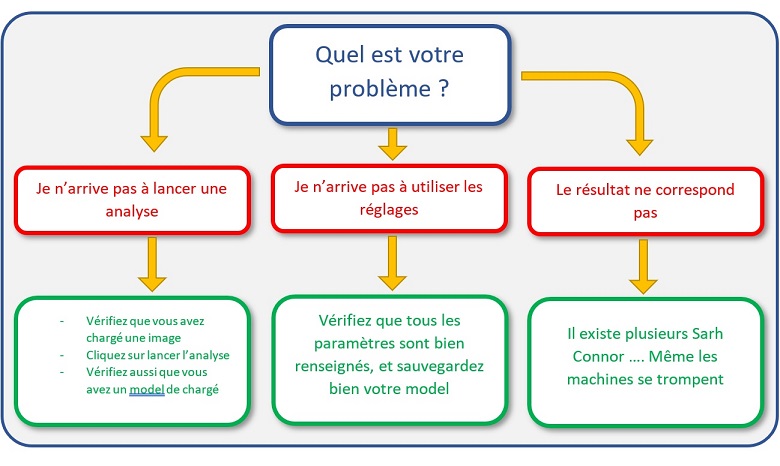 Quel est votre
problème ?
Je n’arrive pas à lancer une
analyse
Je n’arrive pas à utiliser les
réglages
Le résultat ne correspond
pas
- Vérifiez que vous avez
chargé une image
- Cliquez sur lancer l’analyse
- Vérifiez aussi que vous
avez un model de chargé
Vérifiez que tous les
paramètres sont bien
renseignés, et sauvegardez
bien votre model
Il existe plusieurs Sarh
Connor .... Même les
machines se trompent